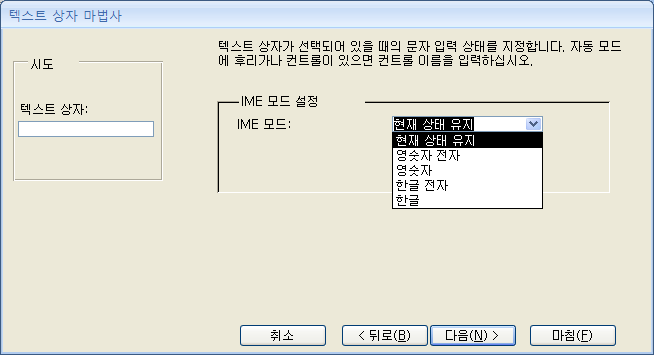 텍스트 상자 마법사
시도
텍스트 상자:
텍스트 상자가 선택되어 있을 때의 문자 입력 상태를 지정합니다. 자동 모드
에 후리가나 컨트롤이 있으면 컨트롤 이름을 입력하십시오.
IME 모드 설정
IME 모드:
현재 상태 유지
현재 상태 유지
영숫자 전자
영숫자
한글 전자
한글
취소
< 뒤로(B)
다음(N) >
마침(F)